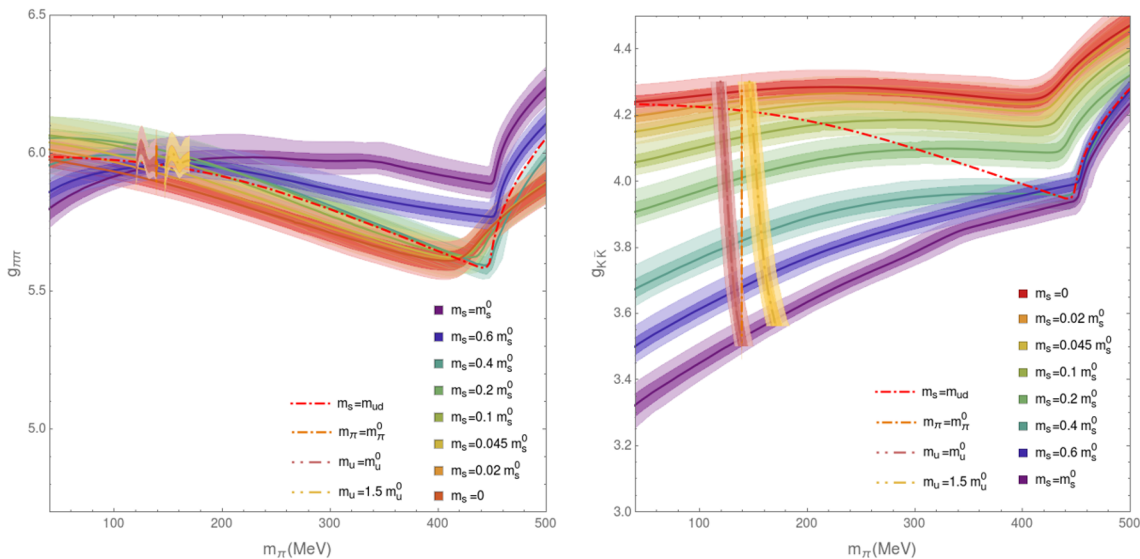 6.5
6.0
5.5
5.0
g_ππ
100 200 300 400 500
m_π(MeV)
m_s=m_s^0
m_s=0.6 m_s^0
m_s=0.4 m_s^0
m_s=0.2 m_s^0
m_s=0.1 m_s^0
m_s=0.045 m_s^0
m_s=0.02 m_s^0
m_s=0
m_s=m_ud
m_π=m_π^0
m_u=m_u^0
m_u=1.5 m_u^0
4.4
4.2
4.0
3.8
3.6
3.4
3.2
3.0
g_KK̄
100 200 300 400 500
m_π(MeV)
m_s=0
m_s=0.02 m_s^0
m_s=0.045 m_s^0
m_s=0.1 m_s^0
m_s=0.2 m_s^0
m_s=0.4 m_s^0
m_s=0.6 m_s^0
m_s=m_s^0
m_s=m_ud
m_π=m_π^0
m_u=m_u^0
m_u=1.5 m_u^0